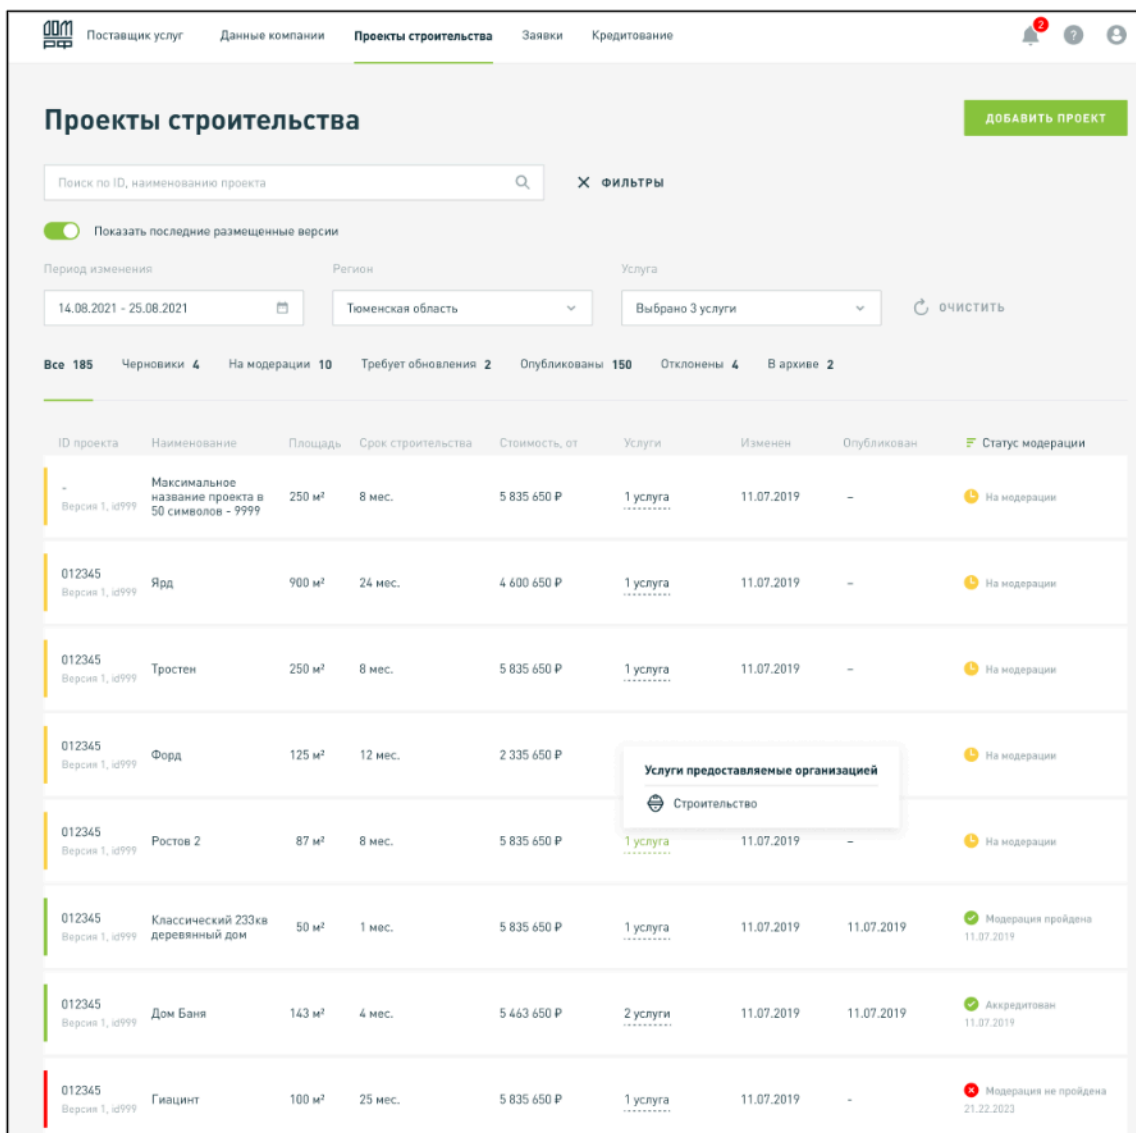 ДОМ
РФ
Поставщик услуг Данные компании Проекты строительства Заявки Кредитование 2 ?
Проекты строительства
ДОБАВИТЬ ПРОЕКТ
Поиск по ID, наименованию проекта
ФИЛЬТРЫ
Показать последние размещенные версии
Период изменения Регион Услуга
14.08.2021 - 25.08.2021 Тюменская область Выбрано 3 услуги ОЧИСТИТЬ
Все 185 Черновики 4 На модерации 10 Требует обновления 2 Опубликованы 150 Отклонены 4 В архиве 2
ID проекта Наименование Площадь Срок строительства Стоимость, от Услуги Изменен Опубликован Статус модерации
Максимальное
- название проекта в 250 м² 8 мес. 5 835 650 ₽ 1 услуга 11.07.2019 – На модерации
Версия 1, id999 50 символов - 9999
012345
Версия 1, id999 Ярд 900 м² 24 мес. 4 600 650 ₽ 1 услуга 11.07.2019 – На модерации
012345
Версия 1, id999 Тростен 250 м² 8 мес. 5 835 650 ₽ 1 услуга 11.07.2019 – На модерации
012345
Версия 1, id999 Форд 125 м² 12 мес. 2 335 650 ₽ На модерации
Услуги предоставляемые организацией
Строительство
012345
Версия 1, id999 Ростов 2 87 м² 8 мес. 5 835 650 ₽ 1 услуга 11.07.2019 – На модерации
012345 Классический 233кв Модерация пройдена
Версия 1, id999 деревянный дом 50 м² 1 мес. 5 835 650 ₽ 1 услуга 11.07.2019 11.07.2019 11.07.2019
012345 Аккредитован
Версия 1, id999 Дом Баня 143 м² 4 мес. 5 463 650 ₽ 2 услуги 11.07.2019 11.07.2019 11.07.2019
012345 Модерация не пройдена
Версия 1, id999 Гиацинт 100 м² 25 мес. 5 835 650 ₽ 1 услуга 11.07.2019 - 21.22.2023